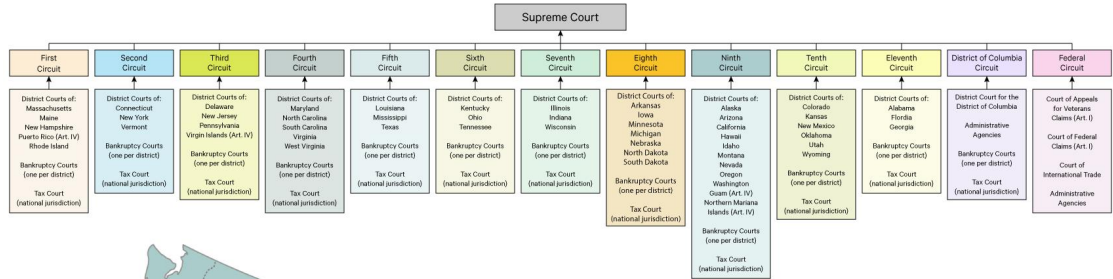 Supreme Court
First
Circuit
District Courts of:
Massachusetts
Maine
New Hampshire
Puerto Rico (Art. IV)
Rhode Island
Bankruptcy Courts
(one per district)
Tax Court
(national jurisdiction)
Second
Circuit
District Courts of:
Connecticut
New York
Vermont
Bankruptcy Courts
(one per district)
Tax Court
(national jurisdiction)
Third
Circuit
District Courts of:
Delaware
New Jersey
Pennsylvania
Virgin Islands (Art. IV)
Bankruptcy Courts
(one per district)
Tax Court
(national jurisdiction)
Fourth
Circuit
District Courts of:
Maryland
North Carolina
South Carolina
Virginia
West Virginia
Bankruptcy Courts
(one per district)
Tax Court
(national jurisdiction)
Fifth
Circuit
District Courts of:
Louisiana
Mississippi
Texas
Bankruptcy Courts
(one per district)
Tax Court
(national jurisdiction)
Sixth
Circuit
District Courts of:
Kentucky
Ohio
Tennessee
Bankruptcy Courts
(one per district)
Tax Court
(national jurisdiction)
Seventh
Circuit
District Courts of:
Illinois
Indiana
Wisconsin
Bankruptcy Courts
(one per district)
Tax Court
(national jurisdiction)
Eighth
Circuit
District Courts of:
Arkansas
Iowa
Minnesota
Michigan
Nebraska
North Dakota
South Dakota
Bankruptcy Courts
(one per district)
Tax Court
(national jurisdiction)
Ninth
Circuit
District Courts of:
Alaska
Arizona
California
Hawaii
Idaho
Montana
Nevada
Oregon
Washington
Guam (Art. IV)
Northern Mariana
Islands (Art. IV)
Bankruptcy Courts
(one per district)
Tax Court
(national jurisdiction)
Tenth
Circuit
District Courts of:
Colorado
Kansas
New Mexico
Oklahoma
Utah
Wyoming
Bankruptcy Courts
(one per district)
Tax Court
(national jurisdiction)
Eleventh
Circuit
District Courts of:
Alabama
Flordia
Georgia
Bankruptcy Courts
(one per district)
Tax Court
(national jurisdiction)
District of Columbia
Circuit
District Court for the
District of Columbia
Administrative
Agencies
Bankruptcy Courts
(one per district)
Tax Court
(national jurisdiction)
Federal
Circuit
Court of Appeals
for Veterans
Claims (Art. I)
Court of Federal
Claims (Art. I)
Court of
International Trade
Administrative
Agencies